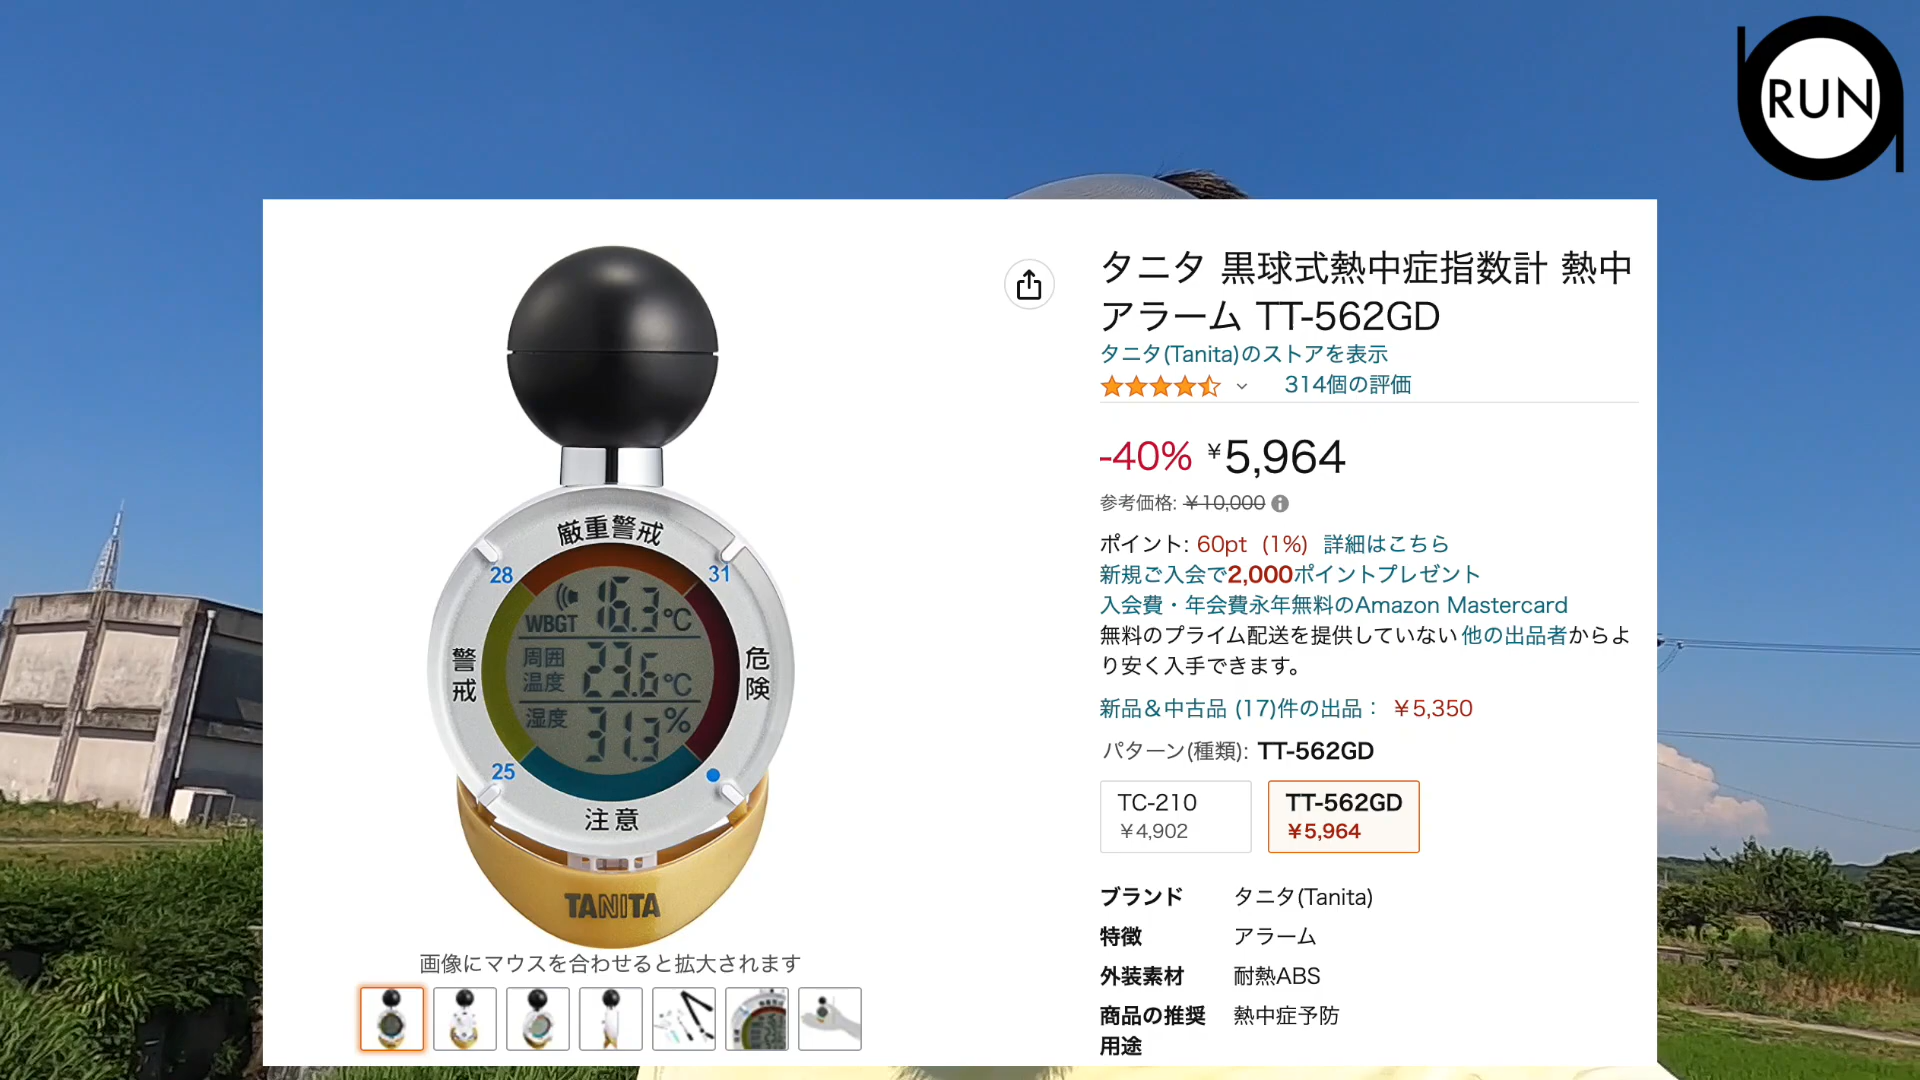 RUN
タニタ 黒球式熱中症指数計 熱中
アラーム TT-562GD
タニタ(Tanita)のストアを表示
314個の評価
-40% ¥5,964
参考価格: ¥10,000
ポイント: 60pt (1%) 詳細はこちら
新規ご入会で2,000ポイントプレゼント
入会費・年会費永年無料のAmazon Mastercard
無料のプライム配送を提供していない他の出品者からよ
り安く入手できます。
新品＆中古品 (17)件の出品： ¥5,350
パターン(種類): TT-562GD
TC-210
¥4,902
TT-562GD
¥5,964
ブランド タニタ(Tanita)
特徴 アラーム
外装素材 耐熱ABS
商品の推奨 熱中症予防
用途
厳重警戒
28
31
WBGT 16.3℃
周囲
温度 23.6℃
湿度 31.3%
警戒
危険
25
注意
TANITA
画像にマウスを合わせると拡大されます